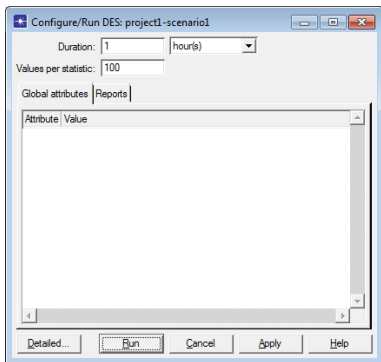 Configure/Run DES: project1-scenario1
Duration: 1 hour(s)
Values per statistic: 100
Global attributes Reports
Attribute Value
Detailed... Run Cancel Apply Help